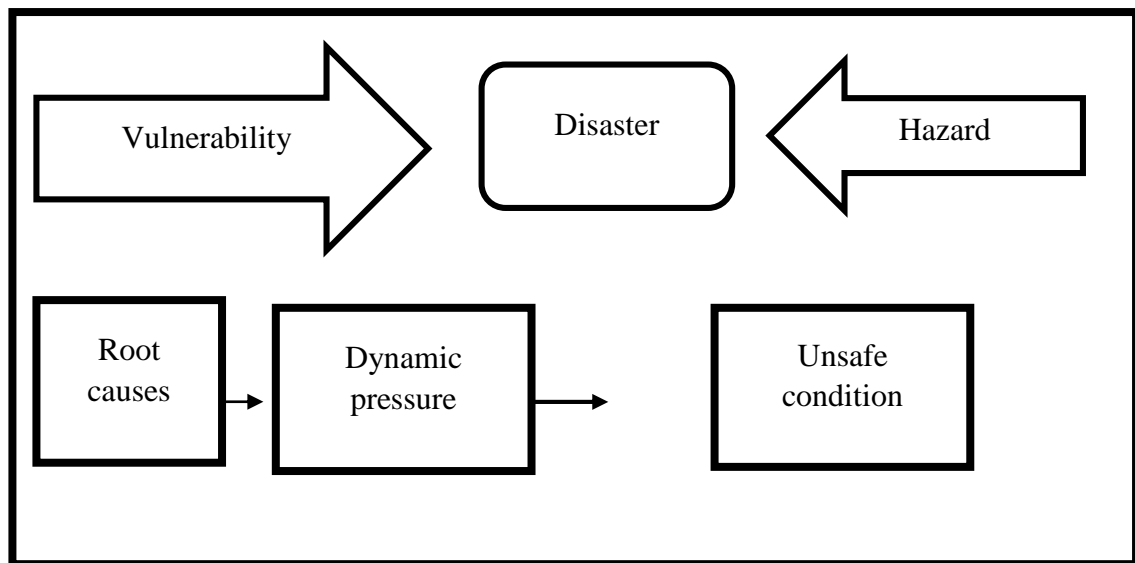 Vulnerability
Disaster
Hazard
Root
causes
Dynamic
pressure
Unsafe
condition